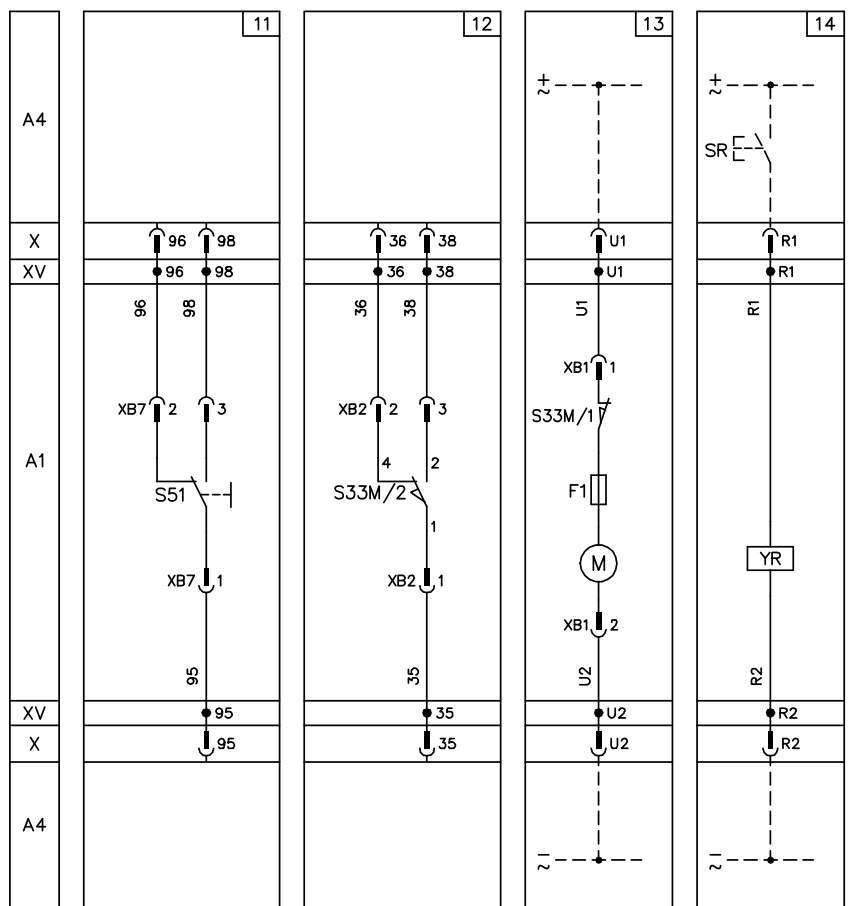 11 12 13 14
+ +
~ ~
A4
SR
X 96 98 36 38 U1 R1
XV 96 98 36 38 U1 R1
96 98 36 38 U1 R1
XB1 1
XB7 2 3 XB2 2 3 S33M/1
A1 4 2
S51 S33M/2 F1
1
M YR
XB7 1 XB2 1
XB1 2
95 35 U2 R2
XV 95 35 U2 R2
X 95 35 U2 R2
A4
– –
~ ~